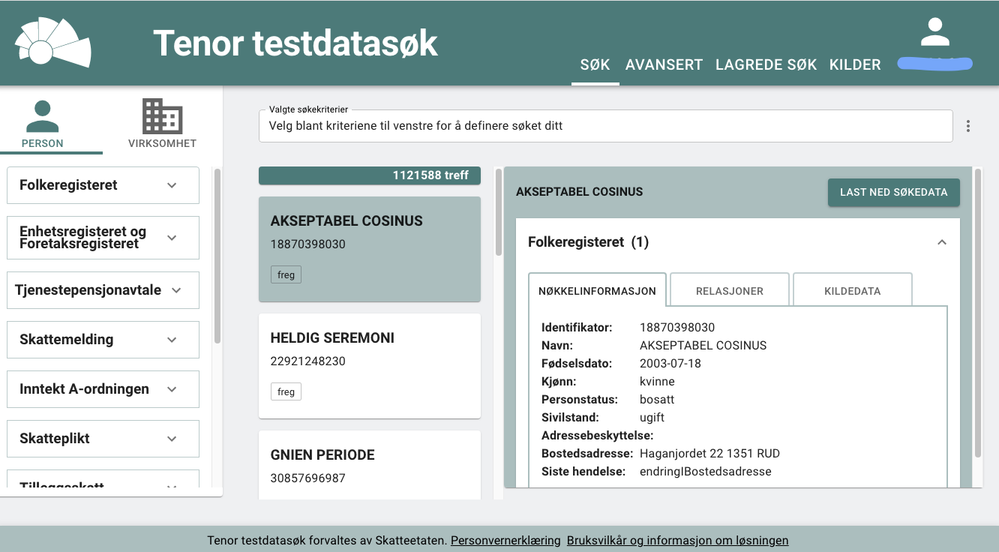 Tenor testdatasøk
SØK AVANSERT LAGREDE SØK KILDER
PERSON
VIRKSOMHET
Folkeregisteret
Enhetsregisteret og
Foretaksregisteret
Tjenestepensjonavtale
Skattemelding
Inntekt A-ordningen
Skatteplikt
Tilleggsskatt
Valgte søkekriterier
Velg blant kriteriene til venstre for å definere søket ditt
1121588 treff
AKSEPTABEL COSINUS
18870398030
freg
HELDIG SEREMONI
22921248230
freg
GNIEN PERIODE
30857696987
AKSEPTABEL COSINUS
LAST NED SØKEDATA
Folkeregisteret (1)
NØKKELINFORMASJON RELASJONER KILDEDATA
Identifikator: 18870398030
Navn: AKSEPTABEL COSINUS
Fødselsdato: 2003-07-18
Kjønn: kvinne
Personstatus: bosatt
Sivilstand: ugift
Adressebeskyttelse:
Bostedsadresse: Haganjordet 22 1351 RUD
Siste hendelse: endringIBostedsadresse
Tenor testdatasøk forvaltes av Skatteetaten. Personvernerklæring Bruksvilkår og informasjon om løsningen